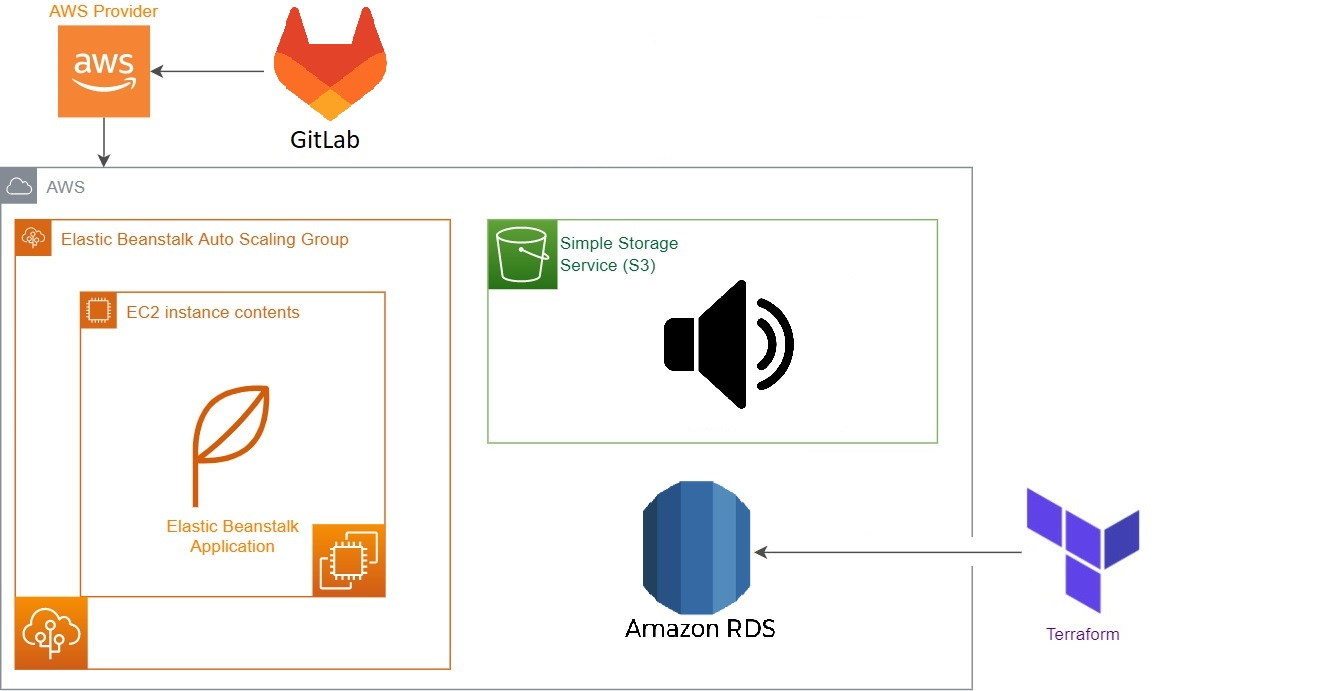 AWS Provider
aws
GitLab
AWS
Elastic Beanstalk Auto Scaling Group
EC2 instance contents
Elastic Beanstalk
Application
Simple Storage
Service (S3)
Amazon RDS
Terraform